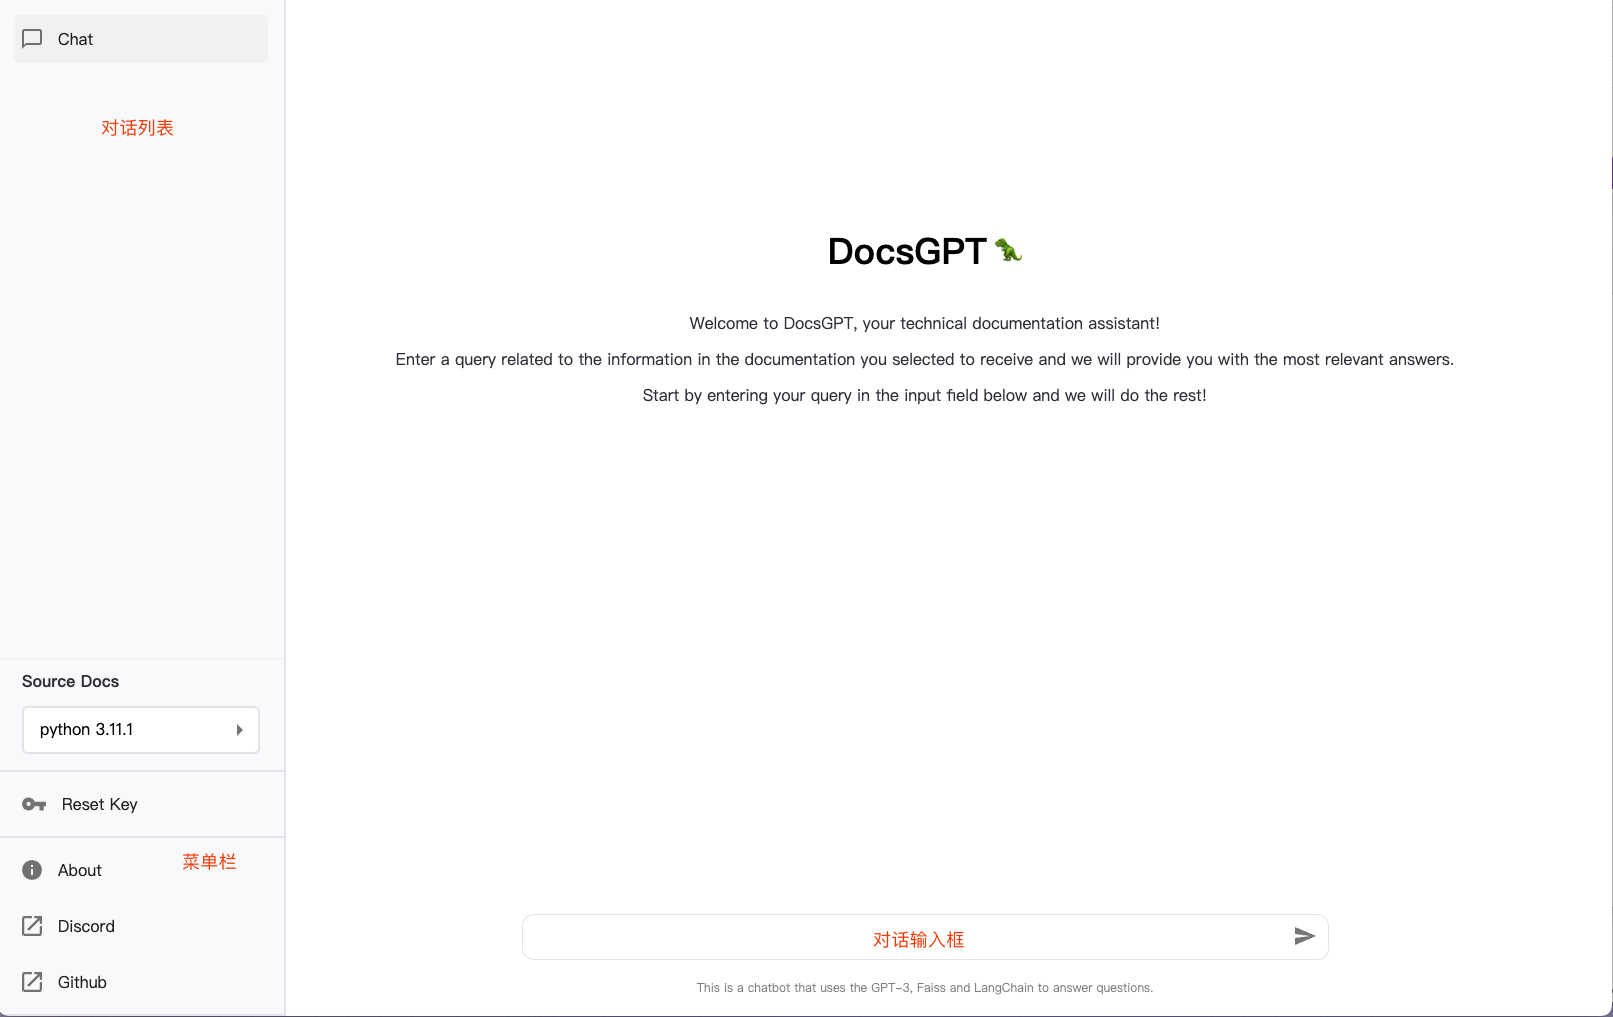 Chat
对话列表
Source Docs
python 3.11.1
Reset Key
About
菜单栏
Discord
Github
DocsGPT
Welcome to DocsGPT, your technical documentation assistant!
Enter a query related to the information in the documentation you selected to receive and we will provide you with the most relevant answers.
Start by entering your query in the input field below and we will do the rest!
对话输入框
This is a chatbot that uses the GPT-3, Faiss and LangChain to answer questions.